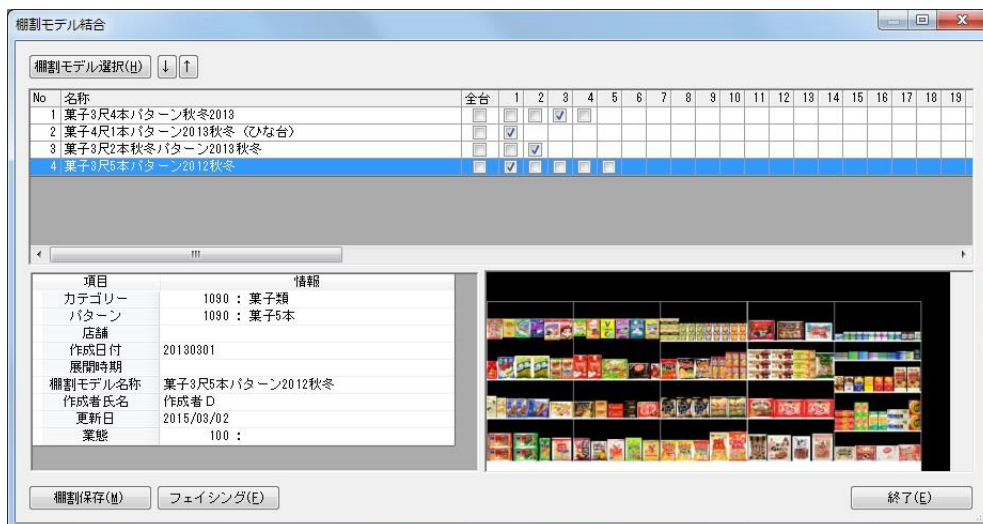 棚割モデル結合
棚割モデル選択(H) ↓ ↑
No 名称 全台 1 2 3 4 5 6 7 8 9 10 11 12 13 14 15 16 17 18 19
1 菓子3尺4本パターン秋冬2013
2 菓子4尺1本パターン2013秋冬（ひな台）
3 菓子3尺2本秋冬パターン2013秋冬
4 菓子3尺5本パターン2012秋冬
項目 情報
カテゴリー 1090 : 菓子類
パターン 1090 : 菓子5本
店舗
作成日付 20130301
展開時期
棚割モデル名称 菓子3尺5本パターン2012秋冬
作成者氏名 作成者D
更新日 2015/03/02
業態 100 :
棚割保存(M) フェイシング(F) 終了(E)